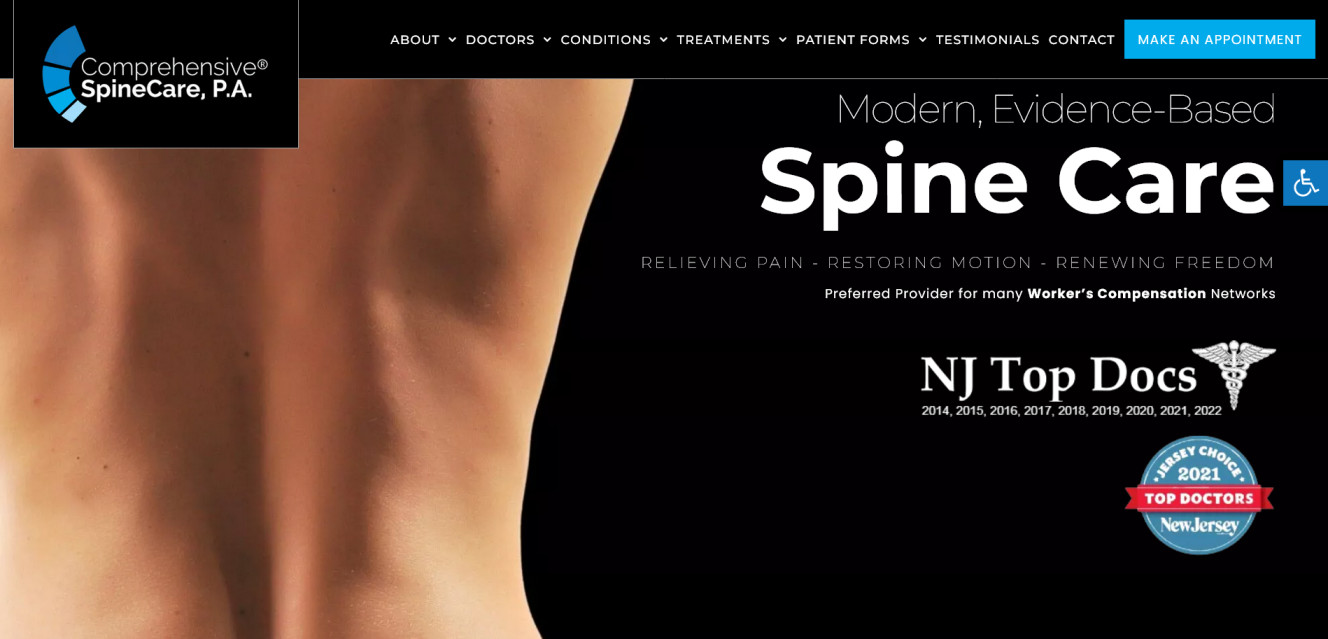 Comprehensive®
SpineCare, P.A.
ABOUT DOCTORS CONDITIONS TREATMENTS PATIENT FORMS TESTIMONIALS CONTACT MAKE AN APPOINTMENT
Modern, Evidence-Based
Spine Care
RELIEVING PAIN - RESTORING MOTION - RENEWING FREEDOM
Preferred Provider for many Worker's Compensation Networks
NJ Top Docs
2014, 2015, 2016, 2017, 2018, 2019, 2020, 2021, 2022
JERSEY CHOICE
2021
TOP DOCTORS
New Jersey